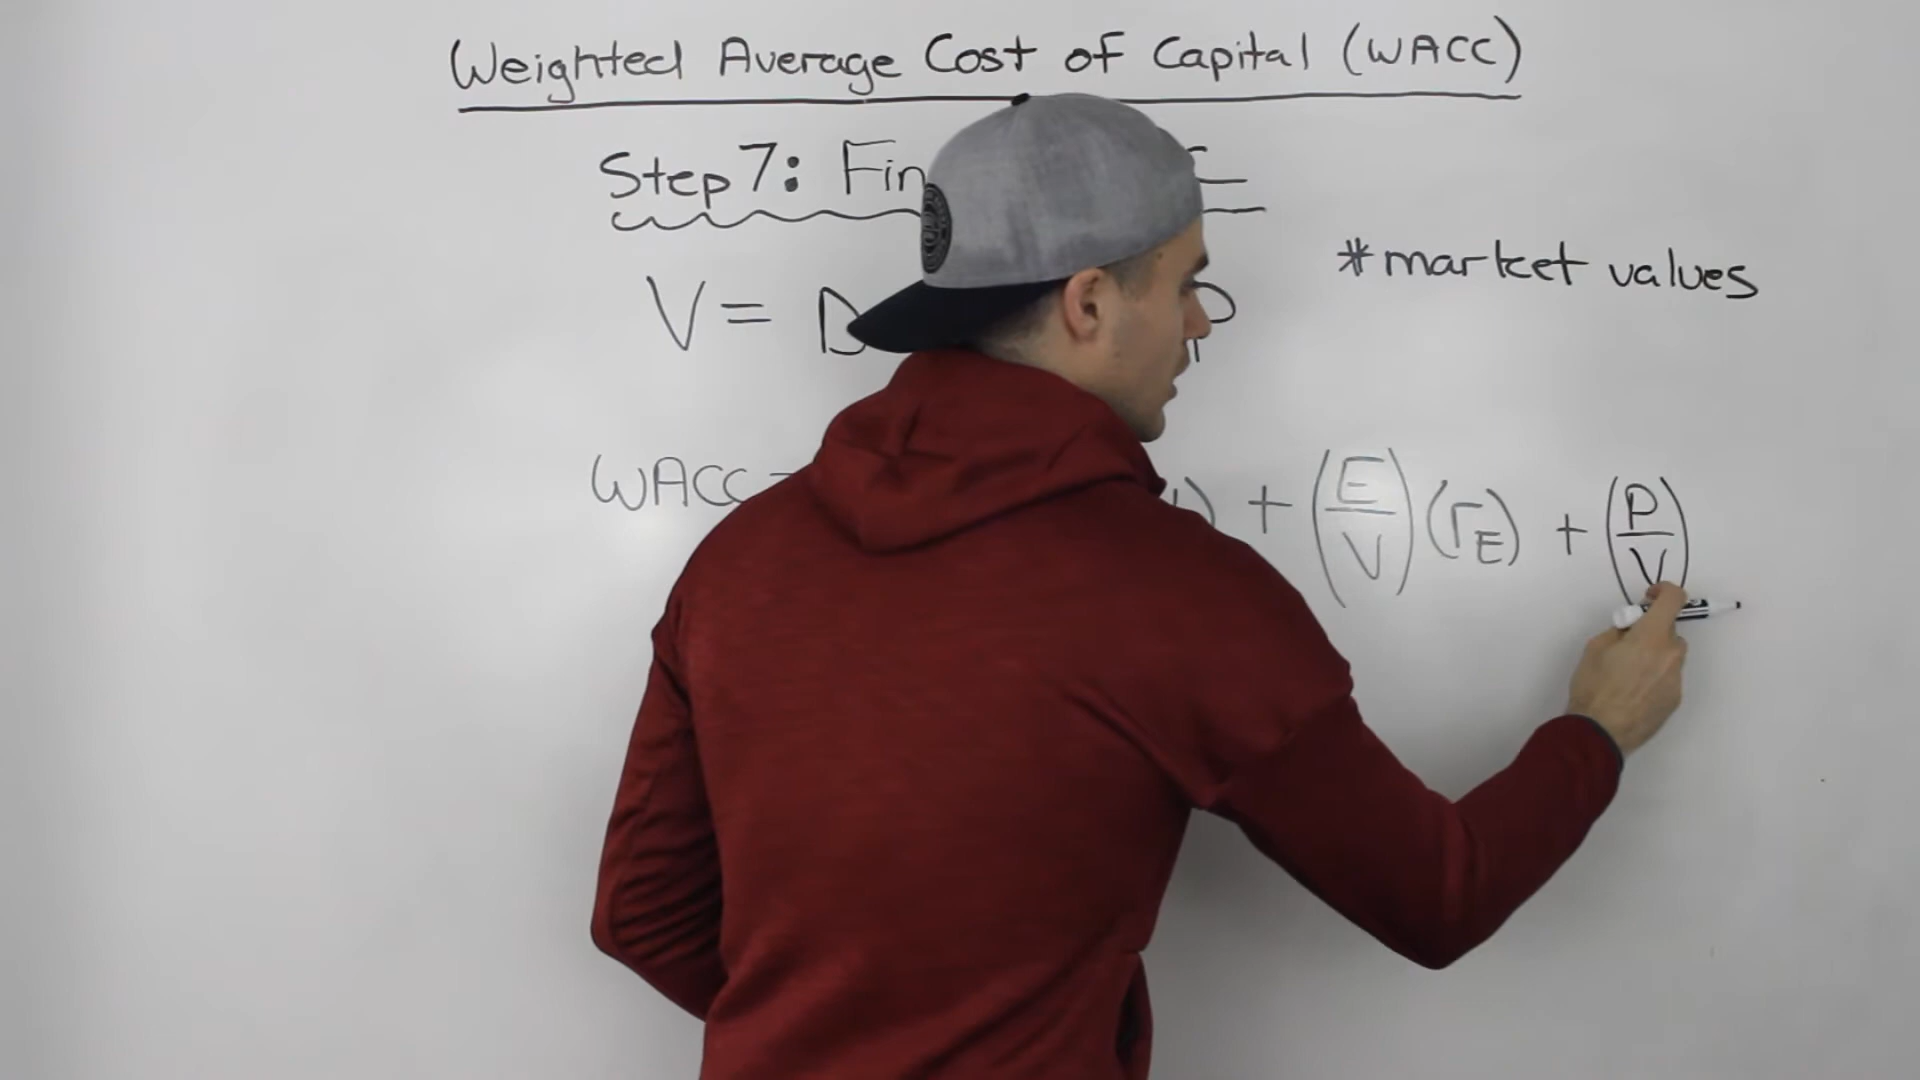 Weighted Average Cost of Capital (WACC)
Step 7: Fin
*market values
V= D P
WACC = ) + (E/V) (rE) + (P/V)